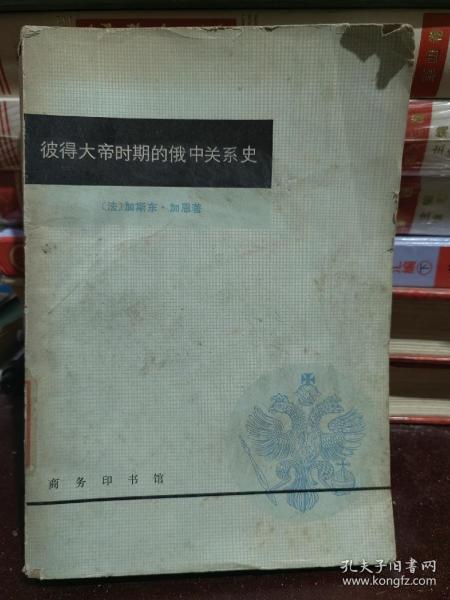 彼得大帝时期的俄中关系史
〔法〕加斯东·加恩著
商务印书馆
孔夫子旧书网
www.kongfz.com